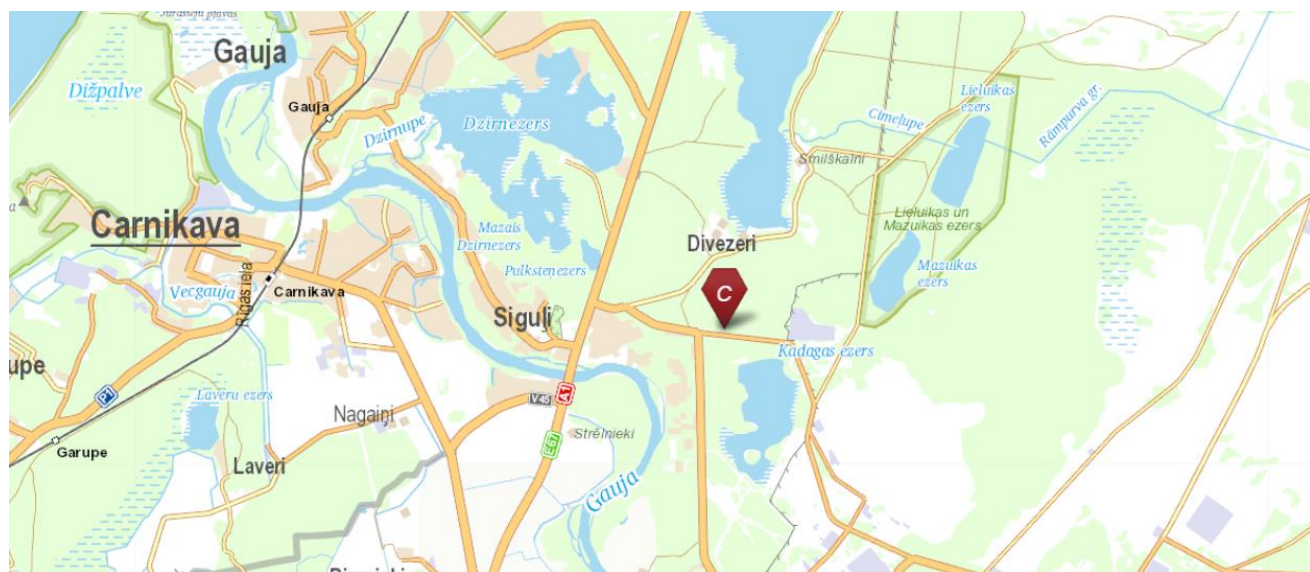 Gauja
Dižpalve
Gauja
Dzirnupe
Dzirnezers
Lieluikas
ezers
Cimeļupe
Rāmpurva gr.
Smilškalni
Carnikava
Mazais
Dzirnezers
Pulksteņezers
Divezeri
Lieluikas un
Mazuikas ezers
Mazuikas
ezers
Vecgauja
Rīgas iela
Carnikava
C
Siguļi
Kadagas ezers
upe
P1
Laveru ezers
V45
A1
Nagaiņi
Strēlnieki
E67
Garupe
Laveri
Gauja